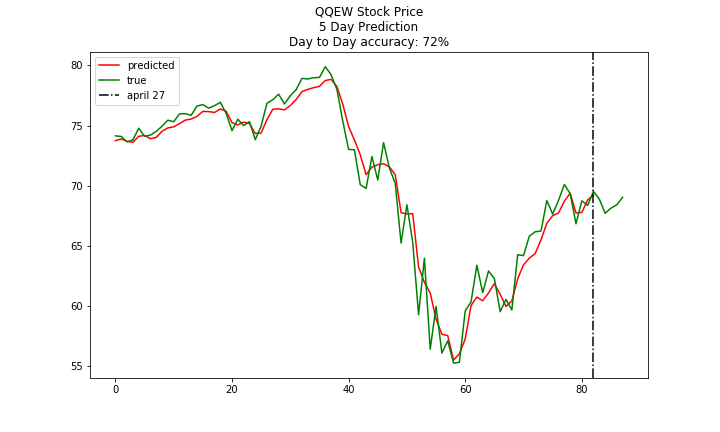 QQEW Stock Price
5 Day Prediction
Day to Day accuracy: 72%
predicted
true
april 27
80
75
70
65
60
55
0
20
40
60
80